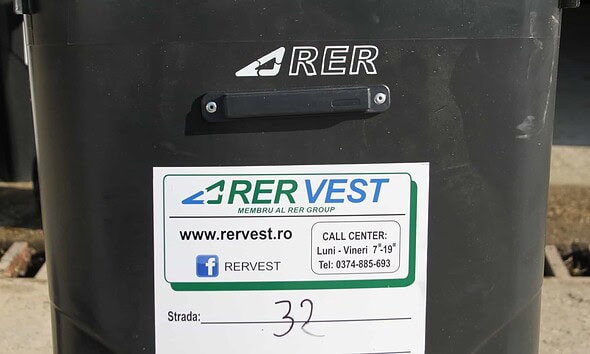 RER
RER VEST
MEMBRU AL RER GROUP
www.rervest.ro
RERVEST
CALL CENTER:
Luni - Vineri 7"-19"
Tel: 0374-885-693
Strada: 32